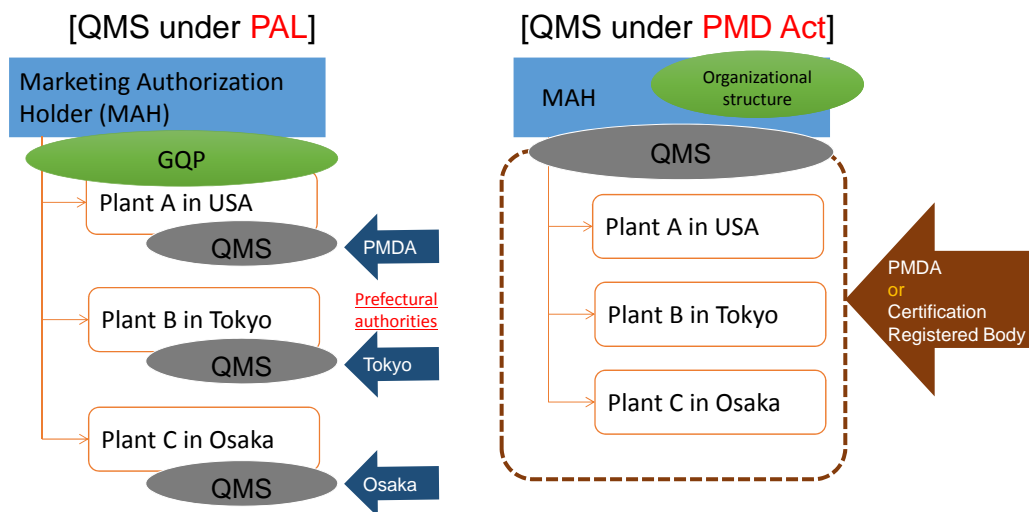 [QMS under PAL]
Marketing Authorization
Holder (MAH)
GQP
Plant A in USA
QMS
PMDA
Prefectural
authorities
Plant B in Tokyo
QMS
Tokyo
Plant C in Osaka
QMS
Osaka
[QMS under PMD Act]
MAH
Organizational
structure
QMS
Plant A in USA
Plant B in Tokyo
Plant C in Osaka
PMDA
or
Certification
Registered Body